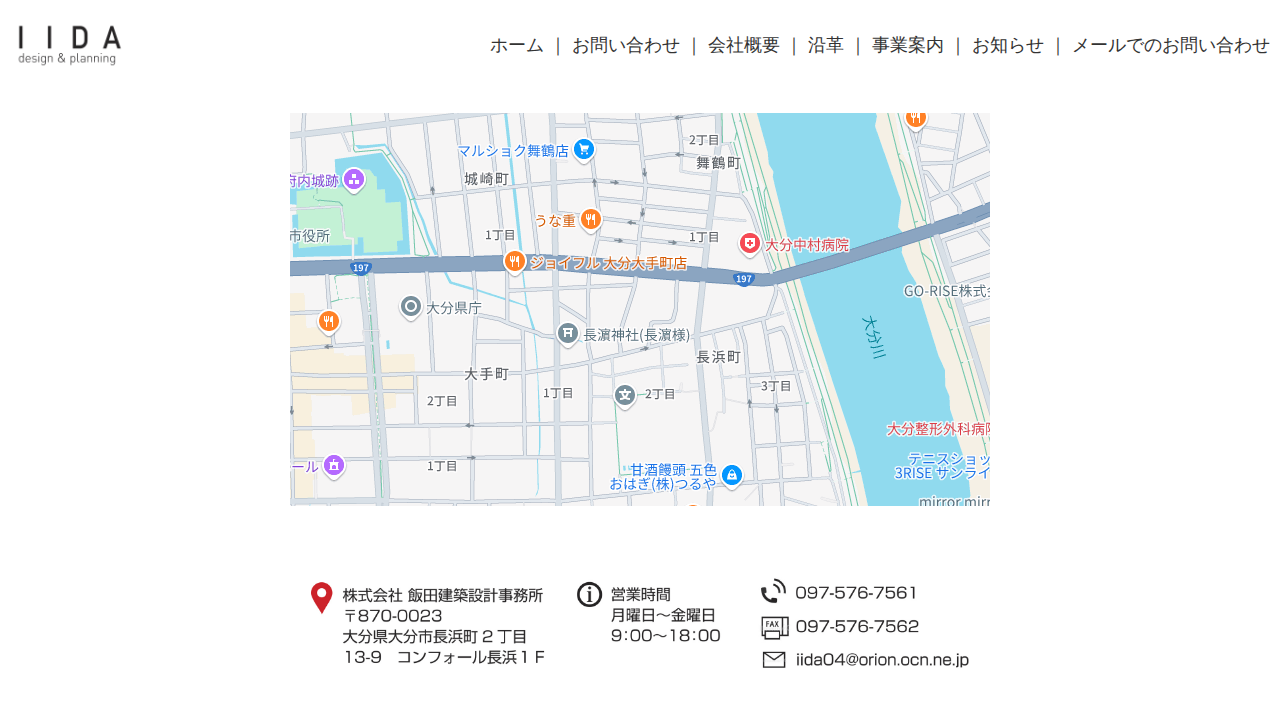 IIDA
design & planning
ホーム | お問い合わせ | 会社概要 | 沿革 | 事業案内 | お知らせ | メールでのお問い合わせ
2丁目
マルショク舞鶴店
舞鶴町
府内城跡
城崎町
うな重
市役所
1丁目
1丁目
大分中村病院
197
ジョイフル 大分大手町店
197
GO-RISE株式会
大分県庁
大分川
長濵神社(長濵様)
長浜町
大手町
1丁目
2丁目
3丁目
2丁目
大分整形外科病院
1丁目
ール
甘酒饅頭 五色
おはぎ(株)つるや
テニスショッ
3RISE サンライ
mirror mirr
株式会社 飯田建築設計事務所
〒870-0023
大分県大分市長浜町 2 丁目
13-9 コンフォール長浜 1 F
営業時間
月曜日～金曜日
9:00～18:00
097-576-7561
FAX
097-576-7562
iida04@orion.ocn.ne.jp